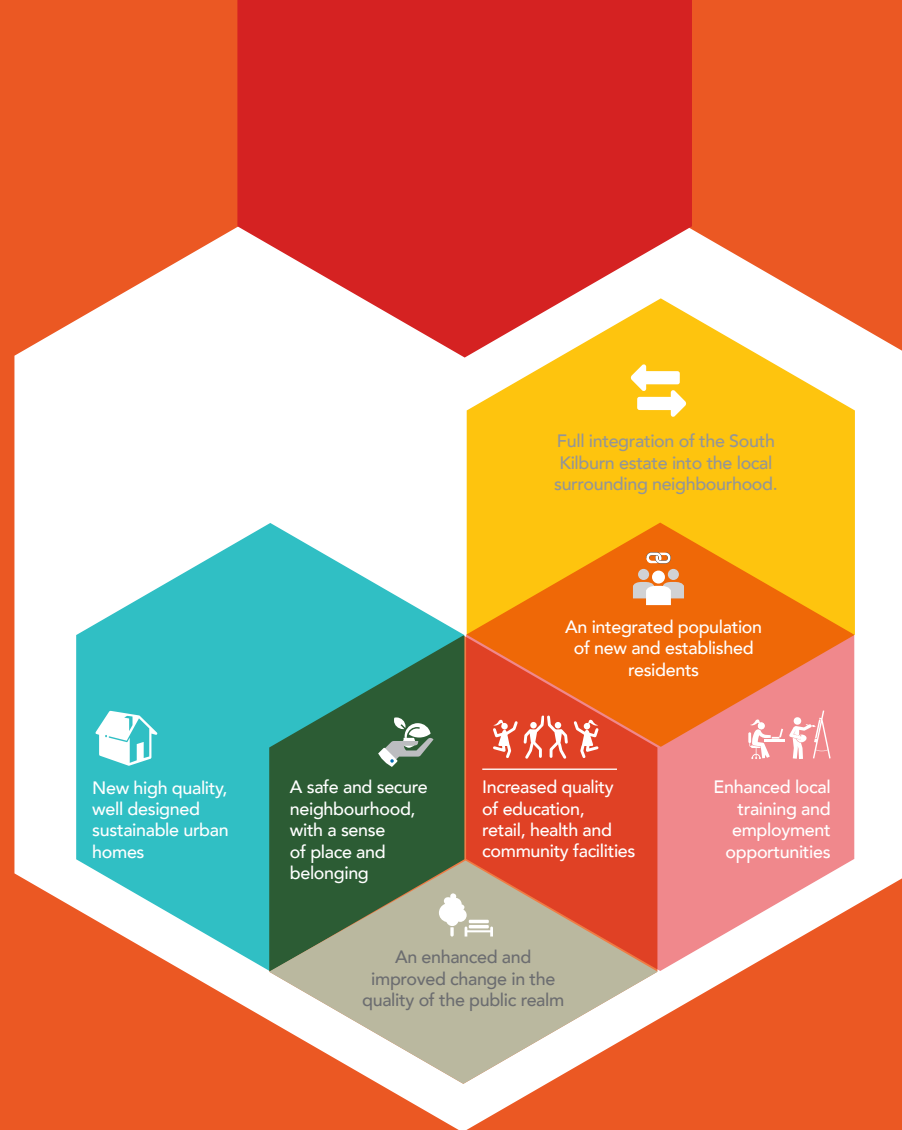 Full integration of the South
Kilburn estate into the local
surrounding neighbourhood.
An integrated population
of new and established
residents
New high quality,
well designed
sustainable urban
homes
A safe and secure
neighbourhood,
with a sense
of place and
belonging
Increased quality
of education,
retail, health and
community facilities
Enhanced local
training and
employment
opportunities
An enhanced and
improved change in the
quality of the public realm